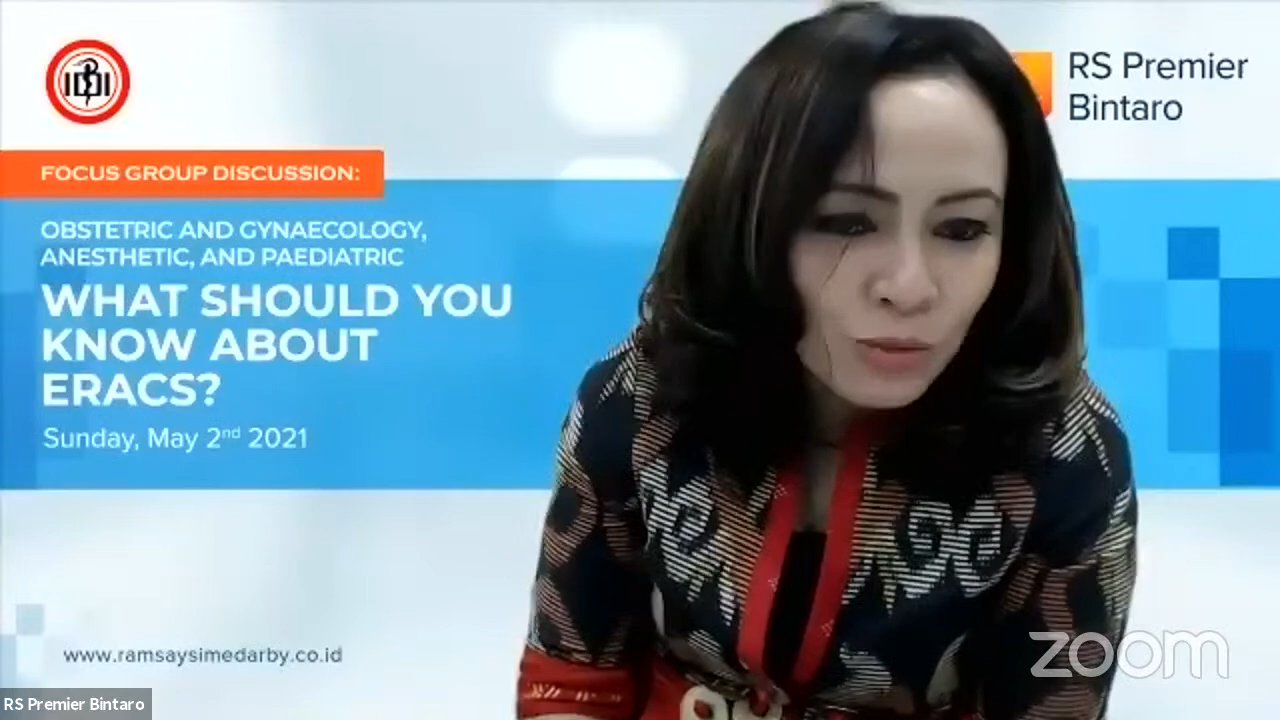 IDI
RS Premier
Bintaro
FOCUS GROUP DISCUSSION:
OBSTETRIC AND GYNAECOLOGY,
ANESTHETIC, AND PAEDIATRIC
WHAT SHOULD YOU
KNOW ABOUT
ERACS?
Sunday, May 2nd 2021
www.ramsaysimedarby.co.id
zoom
RS Premier Bintaro